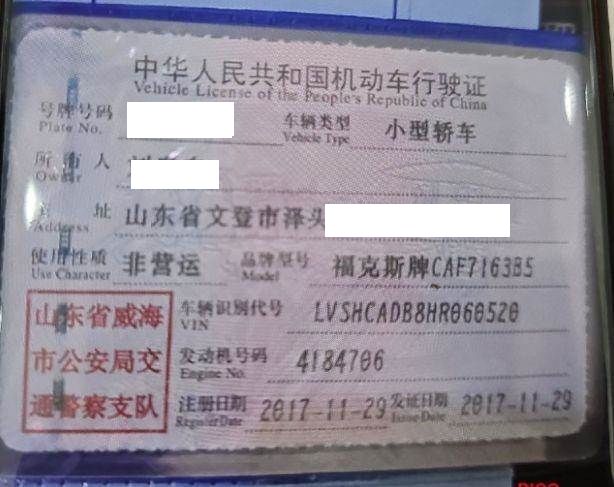 中华人民共和国机动车行驶证
Vehicle License of the People's Republic of China
号牌号码 车辆类型 小型轿车
Plate No. Vehicle Type
所有人
Owner
住址 山东省文登市泽头
Address
使用性质 非营运 品牌型号 福克斯牌CAF7163B5
Use Character Model
山东省威海 车辆识别代号 LVSHCADB8HR060520
VIN
市公安局交 发动机号码 4184706
Engine No.
通警察支队 注册日期 2017-11-29 发证日期 2017-11-29
Register Date Issue Date